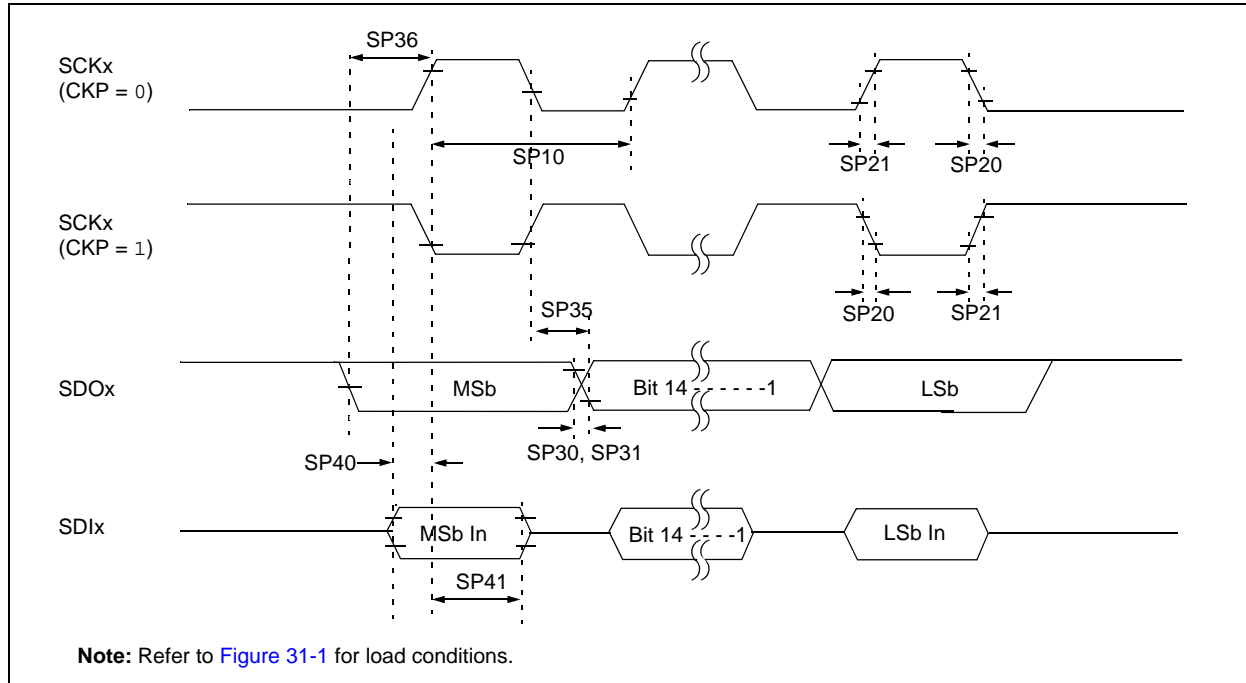 SP36
SCKx
(CKP = 0)
SP10
SP21
SP20
SCKx
(CKP = 1)
SP35
SP20
SP21
SDOx
MSb
Bit 14 - - - - - -1
LSb
SP30, SP31
SP40
SDIx
MSb In
Bit 14 - - - - -1
LSb In
SP41
Note: Refer to Figure 31-1 for load conditions.